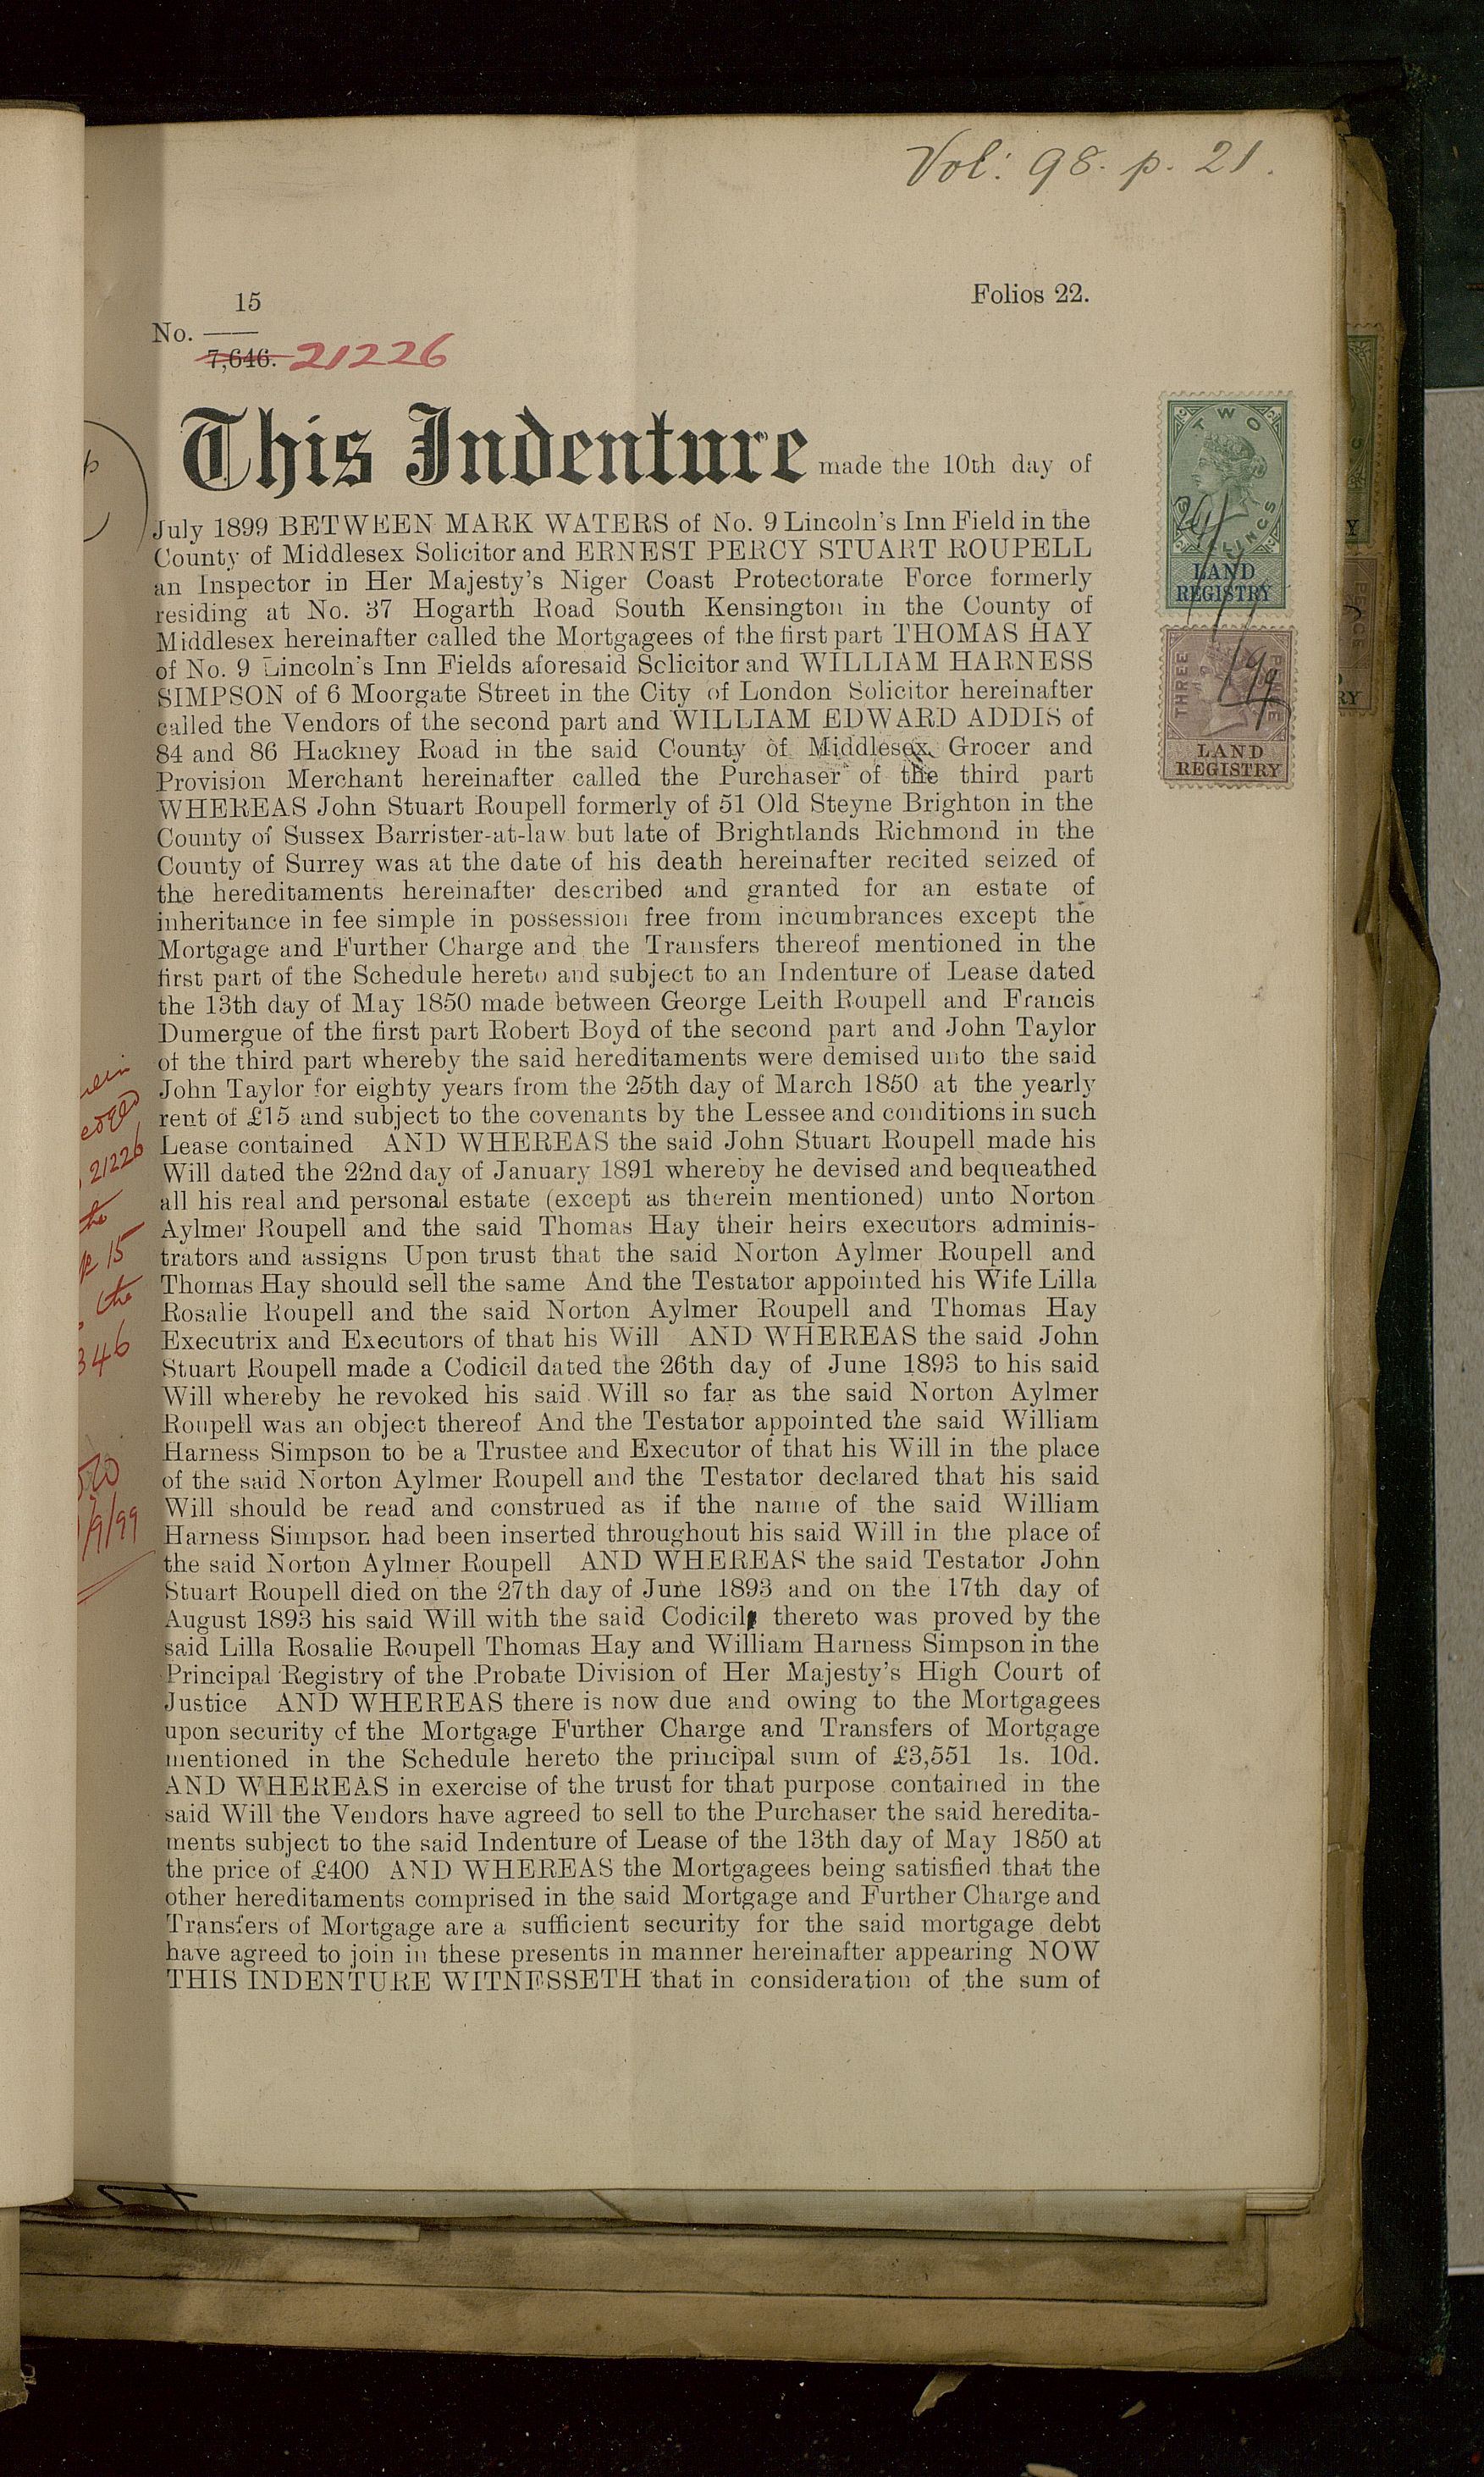 Vol: 98. p. 21.
15
Folios 22.
No.
7,646. 21226
This Indenture made the 10th day of
July 1899 BETWEEN MARK WATERS of No. 9 Lincoln's Inn Field in the
County of Middlesex Solicitor and ERNEST PERCY STUART ROUPELL
an Inspector in Her Majesty's Niger Coast Protectorate Force formerly
residing at No. 37 Hogarth Road South Kensington in the County of
Middlesex hereinafter called the Mortgagees of the first part THOMAS HAY
of No. 9 Lincoln's Inn Fields aforesaid Solicitor and WILLIAM HARNESS
SIMPSON of 6 Moorgate Street in the City of London Solicitor hereinafter
called the Vendors of the second part and WILLIAM EDWARD ADDIS of
84 and 86 Hackney Road in the said County of Middlesex Grocer and
Provision Merchant hereinafter called the Purchaser of the third part
WHEREAS John Stuart Roupell formerly of 51 Old Steyne Brighton in the
County of Sussex Barrister-at-law but late of Brightlands Richmond in the
County of Surrey was at the date of his death hereinafter recited seized of
the hereditaments hereinafter described and granted for an estate of
inheritance in fee simple in possession free from incumbrances except the
Mortgage and Further Charge and the Transfers thereof mentioned in the
first part of the Schedule hereto and subject to an Indenture of Lease dated
the 13th day of May 1850 made between George Leith Roupell and Francis
Dumergue of the first part Robert Boyd of the second part and John Taylor
of the third part whereby the said hereditaments were demised unto the said
John Taylor for eighty years from the 25th day of March 1850 at the yearly
rent of £15 and subject to the covenants by the Lessee and conditions in such
Lease contained AND WHEREAS the said John Stuart Roupell made his
Will dated the 22nd day of January 1891 whereby he devised and bequeathed
all his real and personal estate (except as therein mentioned) unto Norton
Aylmer Roupell and the said Thomas Hay their heirs executors adminis-
trators and assigns Upon trust that the said Norton Aylmer Roupell and
Thomas Hay should sell the same And the Testator appointed his Wife Lilla
Rosalie Roupell and the said Norton Aylmer Roupell and Thomas Hay
Executrix and Executors of that his Will AND WHEREAS the said John
Stuart Roupell made a Codicil dated the 26th day of June 1893 to his said
Will whereby he revoked his said Will so far as the said Norton Aylmer
Roupell was an object thereof And the Testator appointed the said William
Harness Simpson to be a Trustee and Executor of that his Will in the place
of the said Norton Aylmer Roupell and the Testator declared that his said
Will should be read and construed as if the name of the said William
Harness Simpson had been inserted throughout his said Will in the place of
the said Norton Aylmer Roupell AND WHEREAS the said Testator John
Stuart Roupell died on the 27th day of June 1893 and on the 17th day of
August 1893 his said Will with the said Codicil thereto was proved by the
said Lilla Rosalie Roupell Thomas Hay and William Harness Simpson in the
Principal Registry of the Probate Division of Her Majesty's High Court of
Justice AND WHEREAS there is now due and owing to the Mortgagees
upon security of the Mortgage Further Charge and Transfers of Mortgage
mentioned in the Schedule hereto the principal sum of £3,551 1s. 10d.
AND WHEREAS in exercise of the trust for that purpose contained in the
said Will the Vendors have agreed to sell to the Purchaser the said heredita-
ments subject to the said Indenture of Lease of the 13th day of May 1850 at
the price of £400 AND WHEREAS the Mortgagees being satisfied that the
other hereditaments comprised in the said Mortgage and Further Charge and
Transfers of Mortgage are a sufficient security for the said mortgage debt
have agreed to join in these presents in manner hereinafter appearing NOW
THIS INDENTURE WITNESSETH that in consideration of the sum of
TWO
SHILLINGS
LAND
REGISTRY
THREE
PENCE
LAND
REGISTRY
21226
the
15
the
346
/9/99